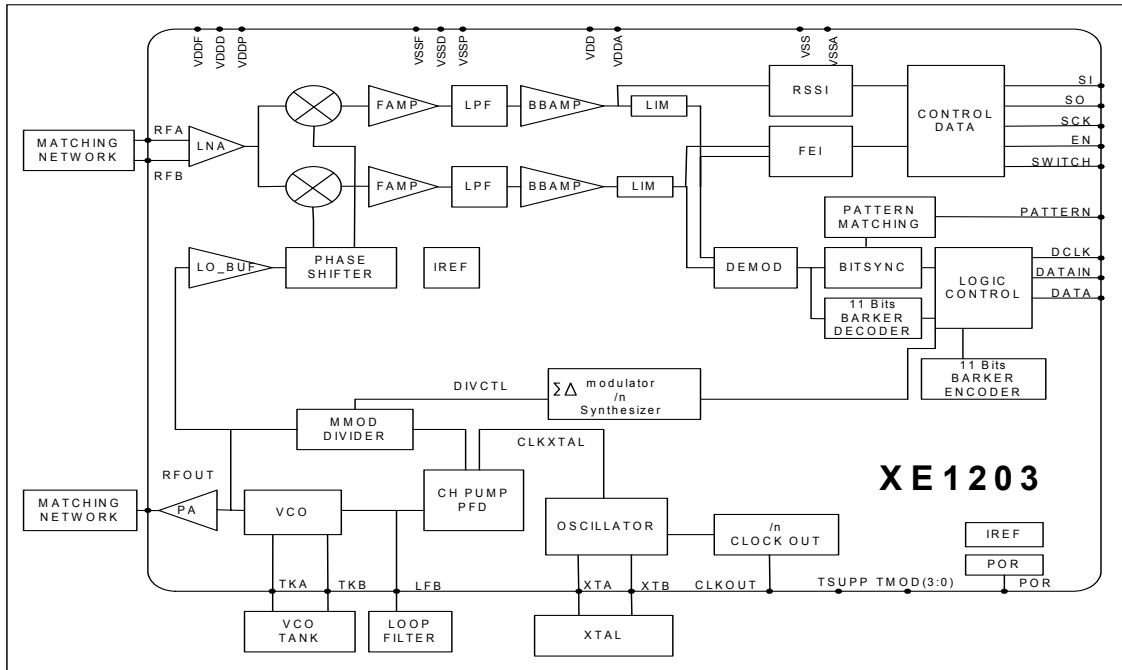 VDDF
VDDD
VDDP
VSSF
VSSD
VSSP
VDD
VDDA
VSS
VSSA
MATCHING
NETWORK
RFA
RFB
LNA
FAMP
LPF
BBAMP
LIM
RSSI
FEI
CONTROL
DATA
SI
SO
SCK
EN
SWITCH
FAMP
LPF
BBAMP
LIM
PATTERN
MATCHING
PATTERN
LO_BUF
PHASE
SHIFTER
IREF
DEMOD
BITSYNC
LOGIC
CONTROL
DCLK
DATAIN
DATA
11 Bits
BARKER
DECODER
11 Bits
BARKER
ENCODER
DIVCTL
ΣΔ modulator
/n
Synthesizer
MMOD
DIVIDER
CLKXTAL
RFOUT
MATCHING
NETWORK
PA
VCO
CH PUMP
PFD
OSCILLATOR
/n
CLOCK OUT
XE1203
IREF
POR
TKA
TKB
LFB
XTA
XTB
CLKOUT
TSUPP TMOD(3:0)
POR
VCO
TANK
LOOP
FILTER
XTAL